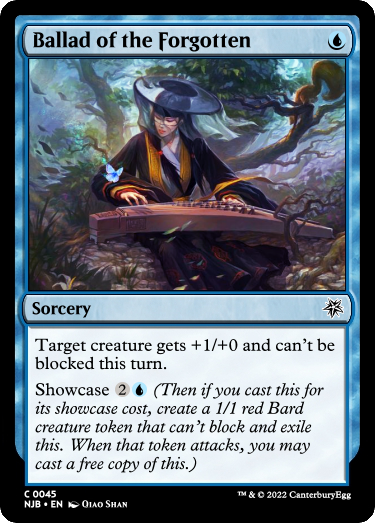 Ballad of the Forgotten
Sorcery
Target creature gets +1/+0 and can't be
blocked this turn.
Showcase 2 (Then if you cast this for
its showcase cost, create a 1/1 red Bard
creature token that can't block and exile
this. When that token attacks, you may
cast a free copy of this.)
C 0045
NJB • EN Qiao Shan
™ & © 2022 CanterburyEgg